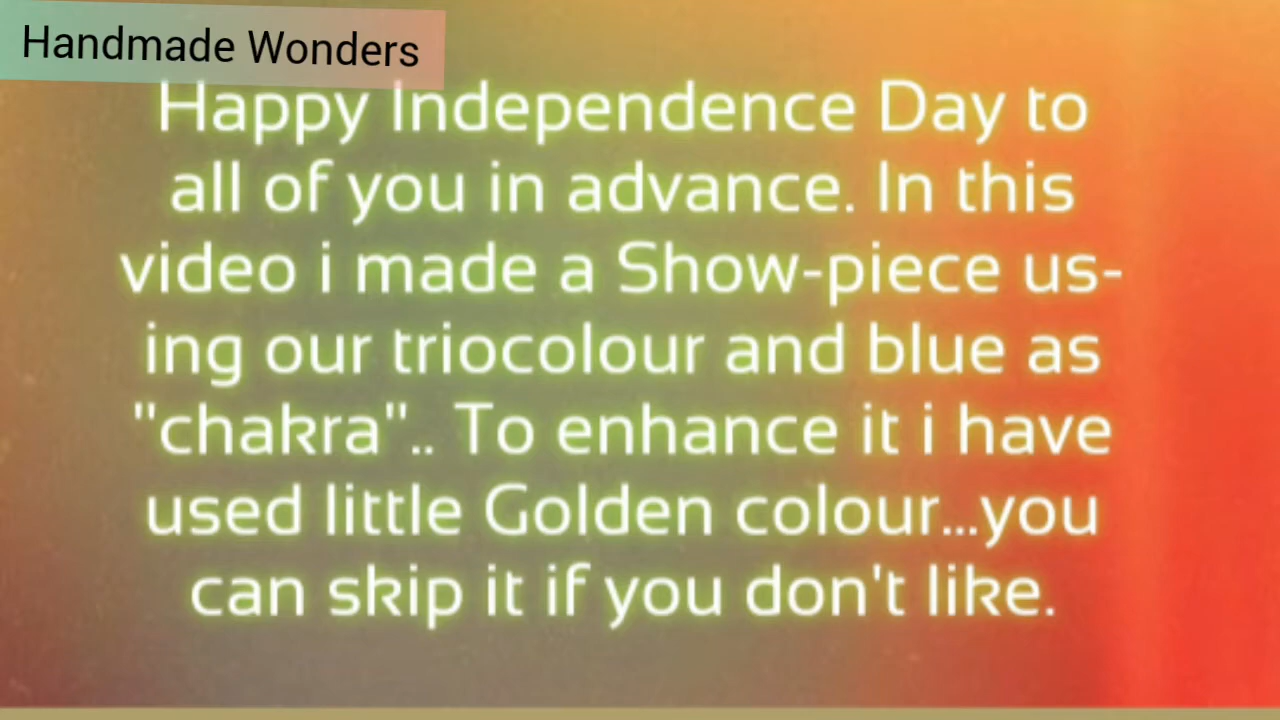 Handmade Wonders
Happy Independence Day to
all of you in advance. In this
video i made a Show-piece us-
ing our triocolour and blue as
"chakra".. To enhance it i have
used little Golden colour...you
can skip it if you don't like.